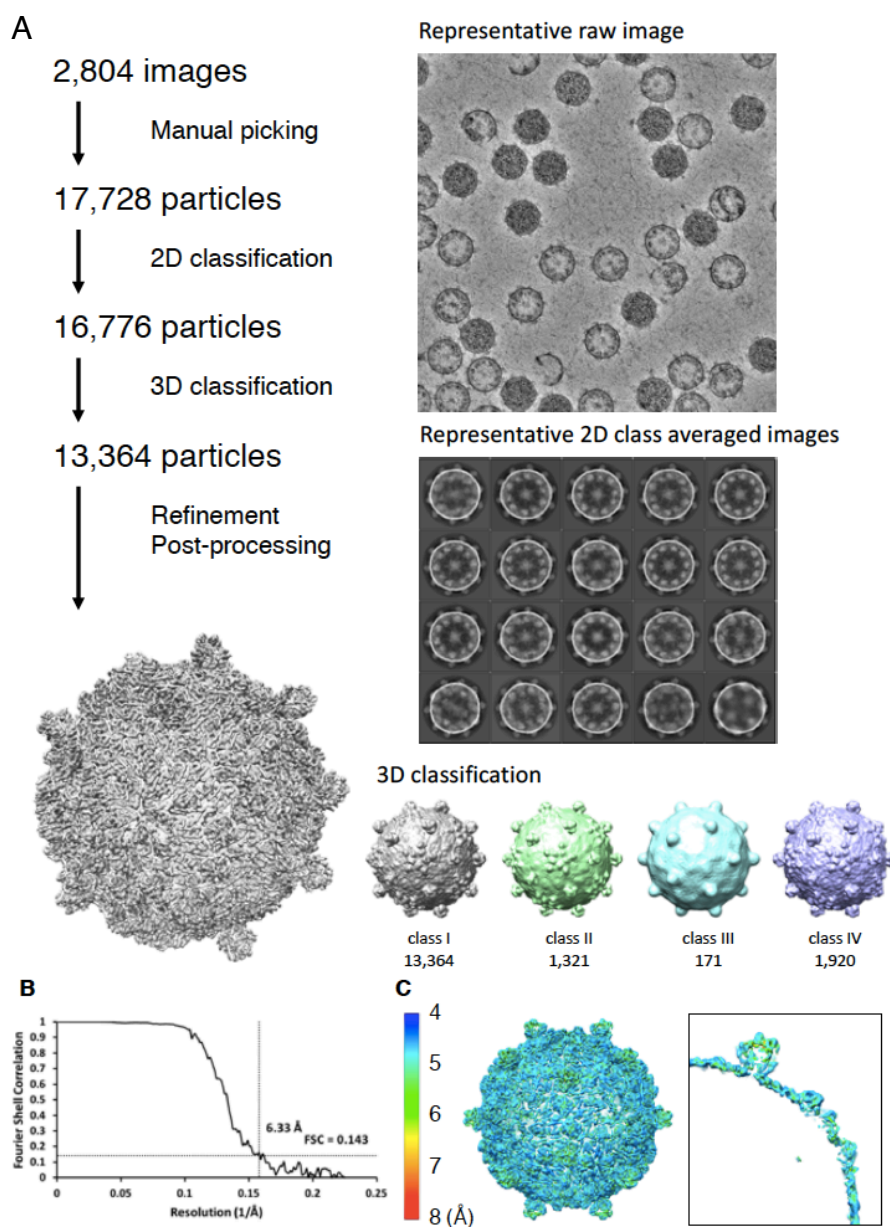 A
2,804 images
Manual picking
17,728 particles
2D classification
16,776 particles
3D classification
13,364 particles
Refinement
Post-processing
Representative raw image
Representative 2D class averaged images
3D classification
class I
13,364
class II
1,321
class III
171
class IV
1,920
B
1
0.9
0.8
0.7
0.6
0.5
0.4
0.3
0.2
0.1
0
Fourier Shell Correlation
6.33 Å
FSC = 0.143
0
0.05
0.1
0.15
0.2
0.25
Resolution (1/Å)
C
4
5
6
7
8 (Å)